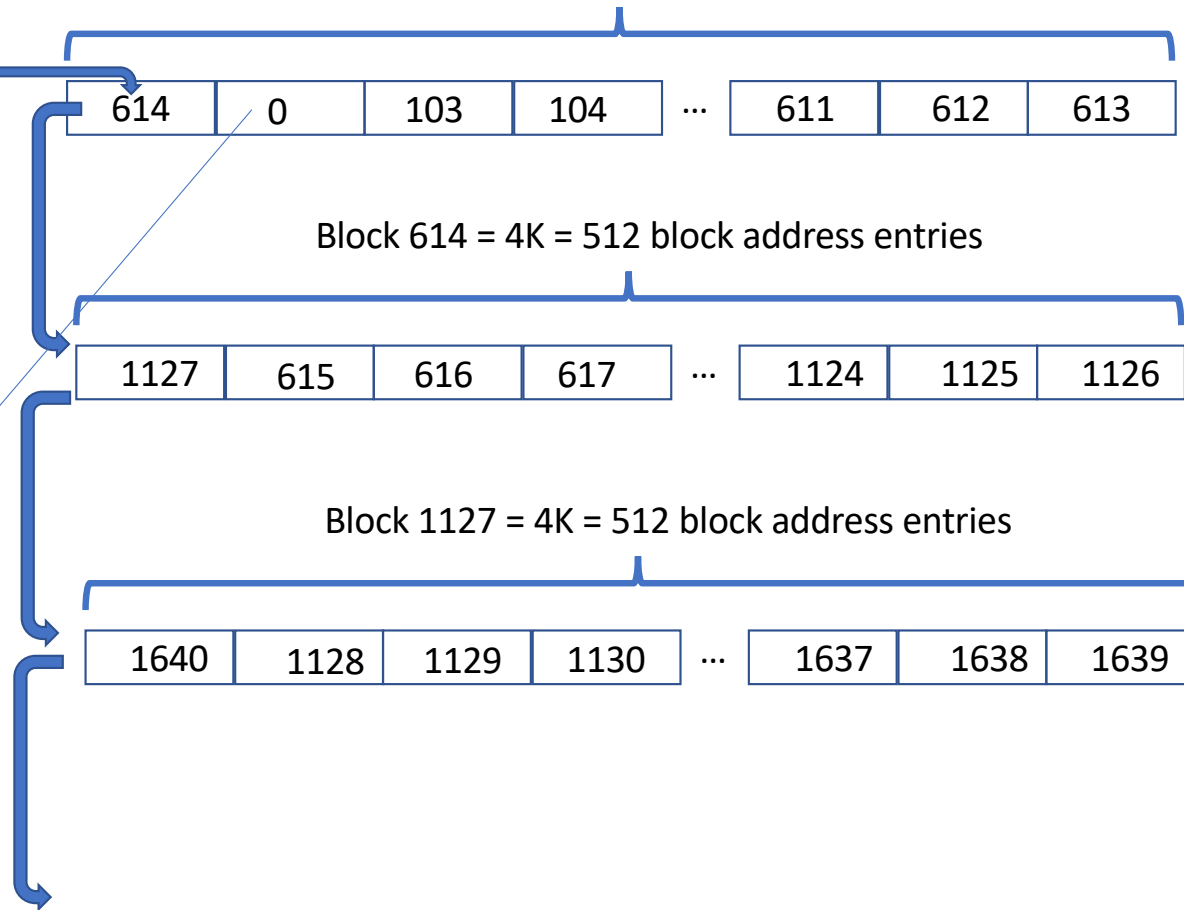 614 0 103 104 ... 611 612 613
Block 614 = 4K = 512 block address entries
1127 615 616 617 ... 1124 1125 1126
Block 1127 = 4K = 512 block address entries
1640 1128 1129 1130 ... 1637 1638 1639